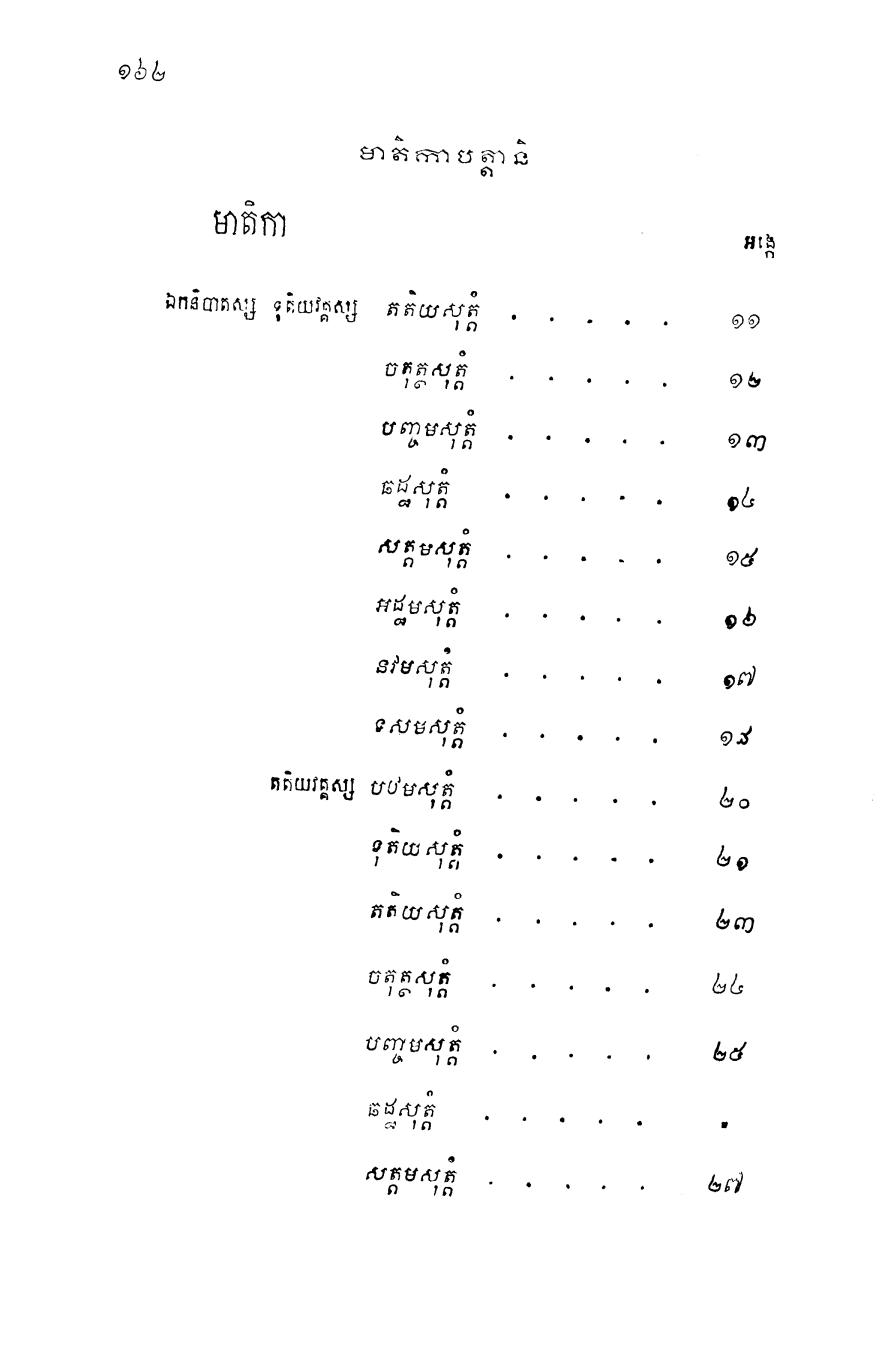 ១៦២
មាតិកាបត្តានិ
មាតិកា អង្កេ
ឯកនិបាតស្ស ទុតិយវគ្គស្ស តតិយសុត្តំ . . . . . ១១
ចតុត្ថសុត្តំ . . . . . ១២
បញ្ចមសុត្តំ . . . . . ១៣
ឆដ្ឋសុត្តំ . . . . . ១៤
សត្តមសុត្តំ . . . . . ១៥
អដ្ឋមសុត្តំ . . . . . ១៦
នវមសុត្តំ . . . . . ១៧
ទសមសុត្តំ . . . . . ១៨
តតិយវគ្គស្ស បឋមសុត្តំ . . . . . ២០
ទុតិយសុត្តំ . . . . . ២១
តតិយសុត្តំ . . . . . ២៣
ចតុត្ថសុត្តំ . . . . . ២៤
បញ្ចមសុត្តំ . . . . . ២៥
ឆដ្ឋសុត្តំ . . . . . .
សត្តមសុត្តំ . . . . . ២៧